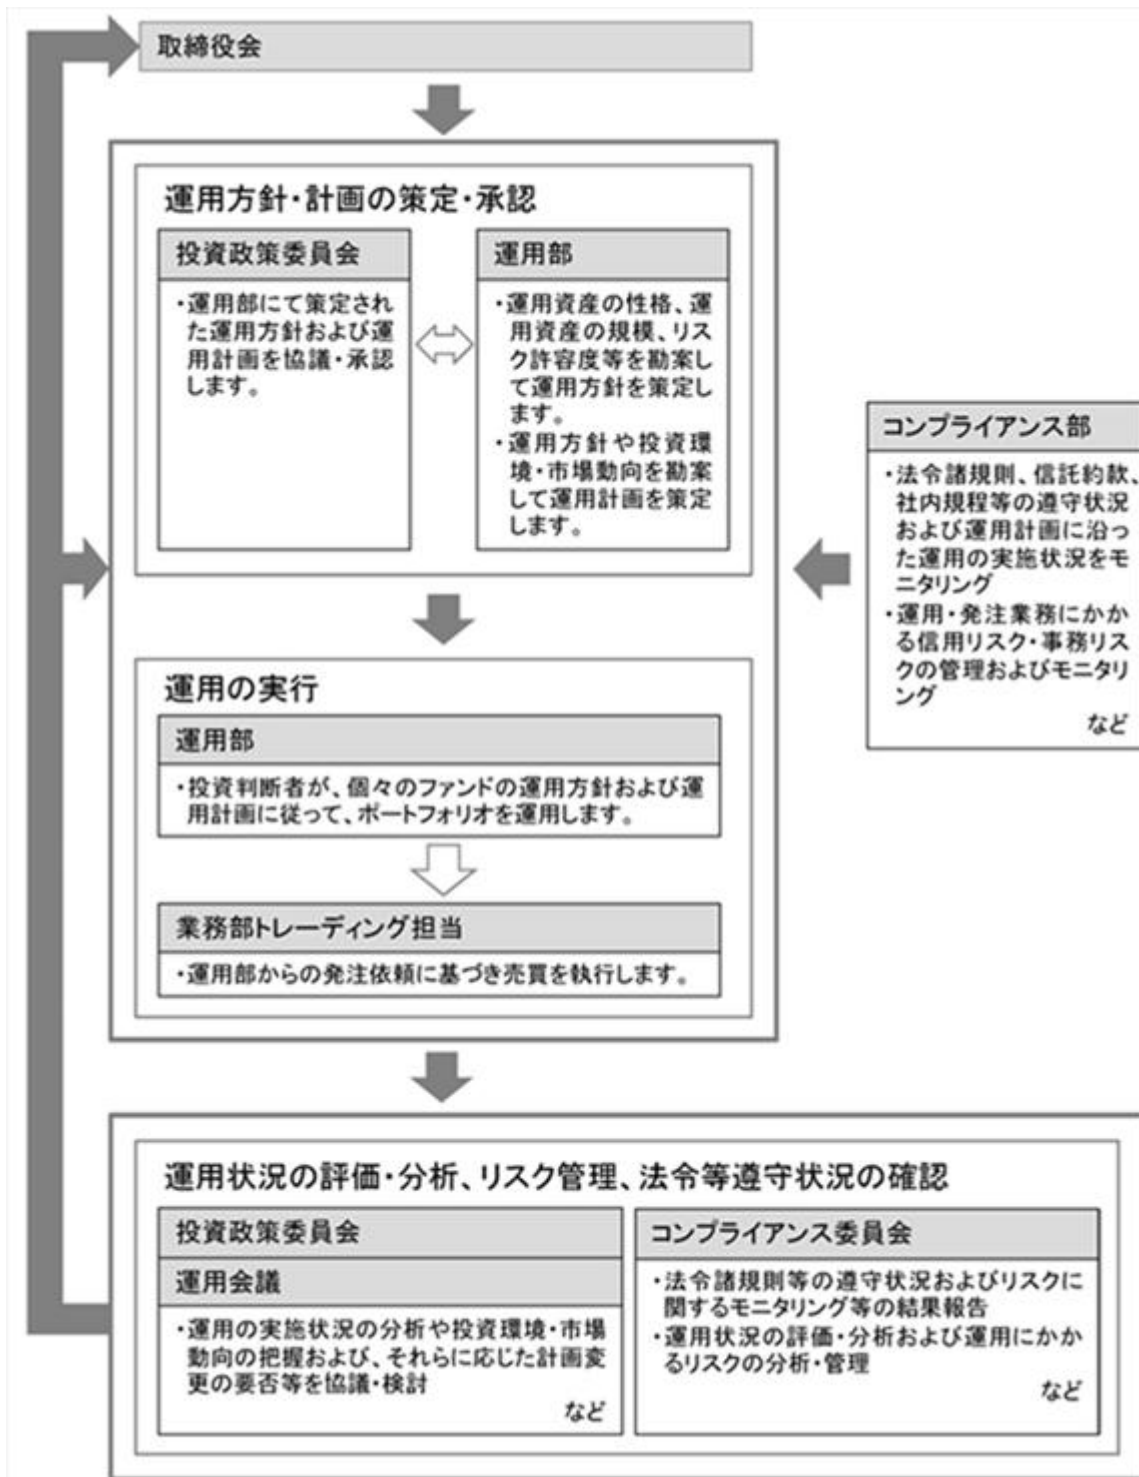 取締役会
運用方針・計画の策定・承認
投資政策委員会
・運用部にて策定され
た運用方針および運
用計画を協議・承認
します。
運用部
・運用資産の性格、運
用資産の規模、リス
ク許容度等を勘案し
て運用方針を策定し
ます。
・運用方針や投資環
境・市場動向を勘案
して運用計画を策定
します。
コンプライアンス部
・法令諸規則、信託約款、
社内規程等の遵守状況
および運用計画に沿っ
た運用の実施状況をモ
ニタリング
・運用・発注業務にかか
る信用リスク・事務リス
クの管理およびモニタリ
ング
など
運用の実行
運用部
・投資判断者が、個々のファンドの運用方針および運
用計画に従って、ポートフォリオを運用します。
業務部トレーディング担当
・運用部からの発注依頼に基づき売買を執行します。
運用状況の評価・分析、リスク管理、法令等遵守状況の確認
投資政策委員会
運用会議
・運用の実施状況の分析や投資環境・市場
動向の把握および、それらに応じた計画変
更の要否等を協議・検討
など
コンプライアンス委員会
・法令諸規則等の遵守状況およびリスクに
関するモニタリング等の結果報告
・運用状況の評価・分析および運用にかか
るリスクの分析・管理
など